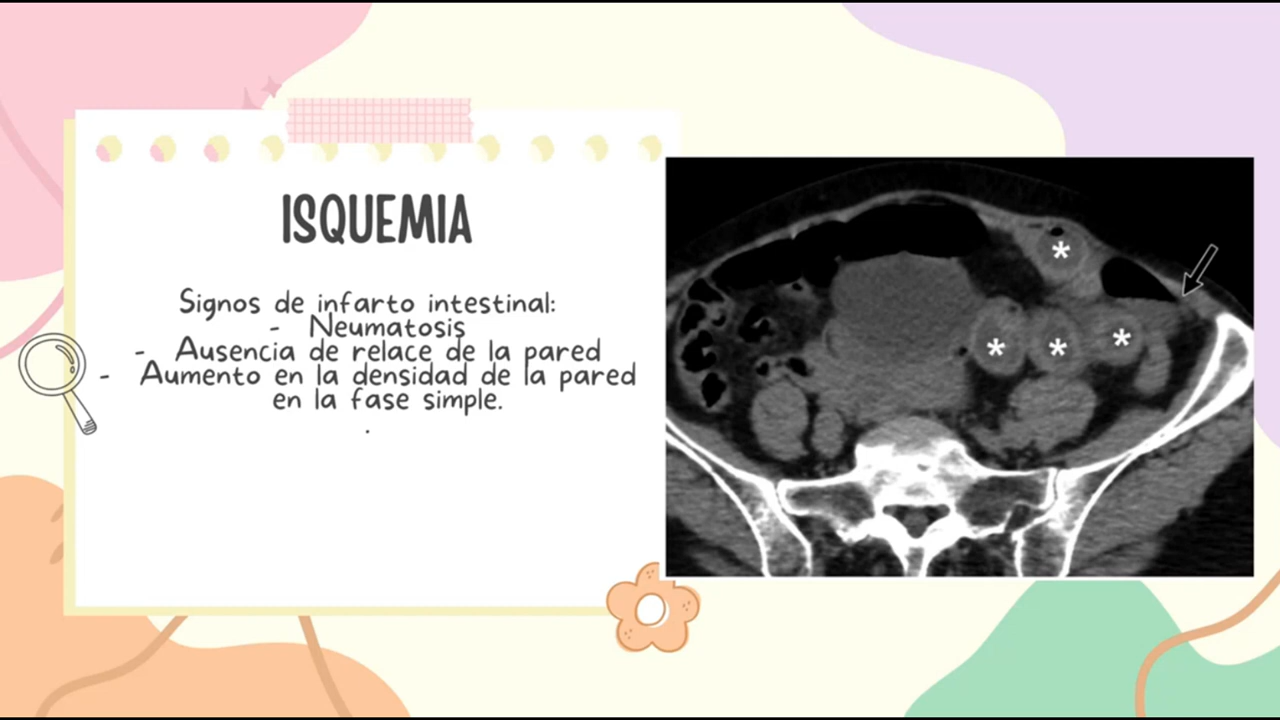 ISQUEMIA
Signos de infarto intestinal:
- Neumatosis
- Ausencia de relace de la pared
- Aumento en la densidad de la pared
en la fase simple.
.
*
* * *